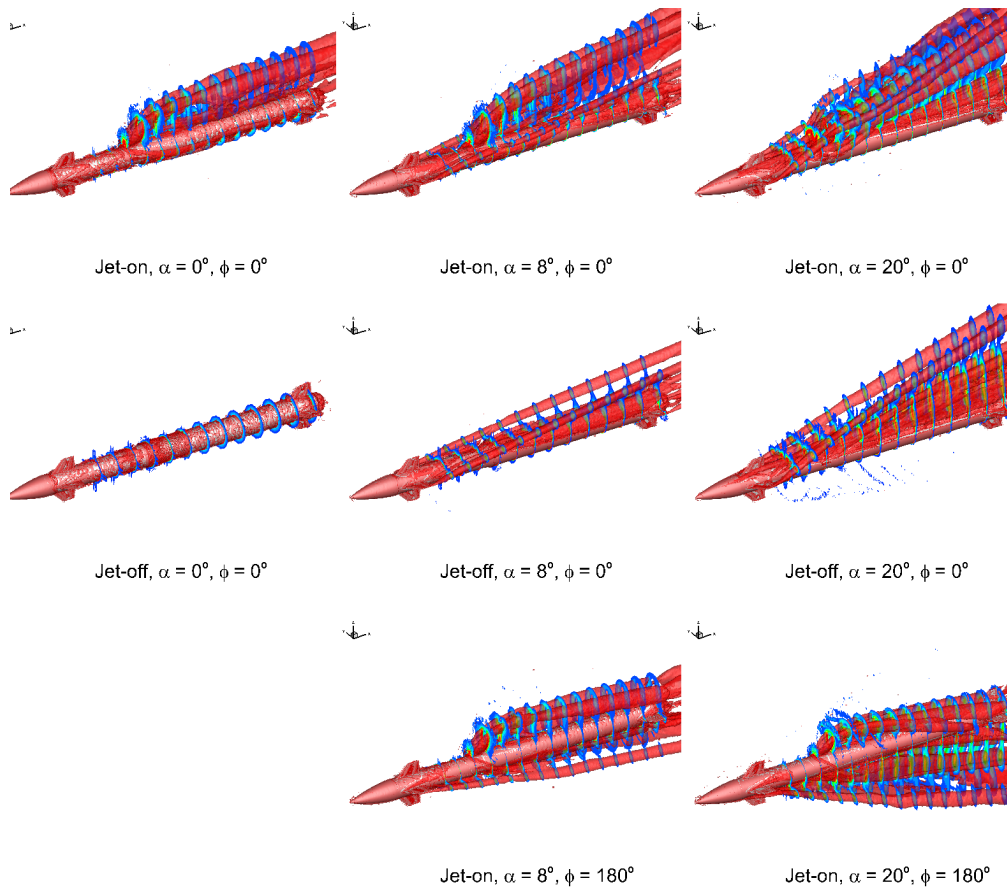 Jet-on, α = 0°, ϕ = 0°
Jet-on, α = 8°, ϕ = 0°
Jet-on, α = 20°, ϕ = 0°
Jet-off, α = 0°, ϕ = 0°
Jet-off, α = 8°, ϕ = 0°
Jet-off, α = 20°, ϕ = 0°
Jet-on, α = 8°, ϕ = 180°
Jet-on, α = 20°, ϕ = 180°